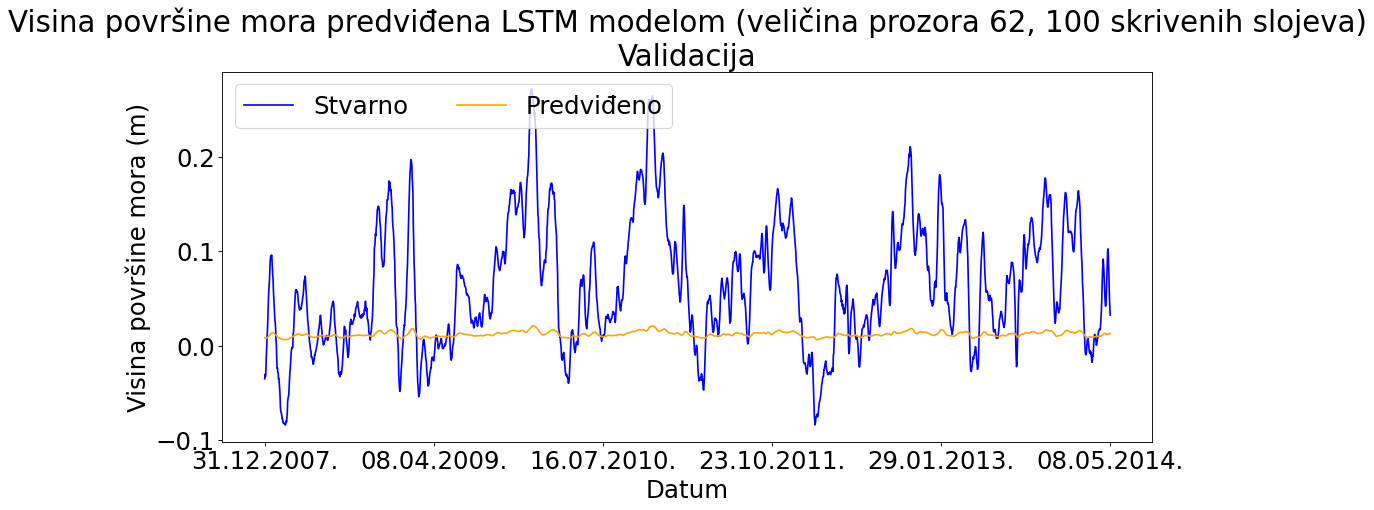 Visina površine mora predviđena LSTM modelom (veličina prozora 62, 100 skrivenih slojeva)
Validacija
Stvarno Predviđeno
Visina površine mora (m)
0.2
0.1
0.0
−0.1
31.12.2007. 08.04.2009. 16.07.2010. 23.10.2011. 29.01.2013. 08.05.2014.
Datum